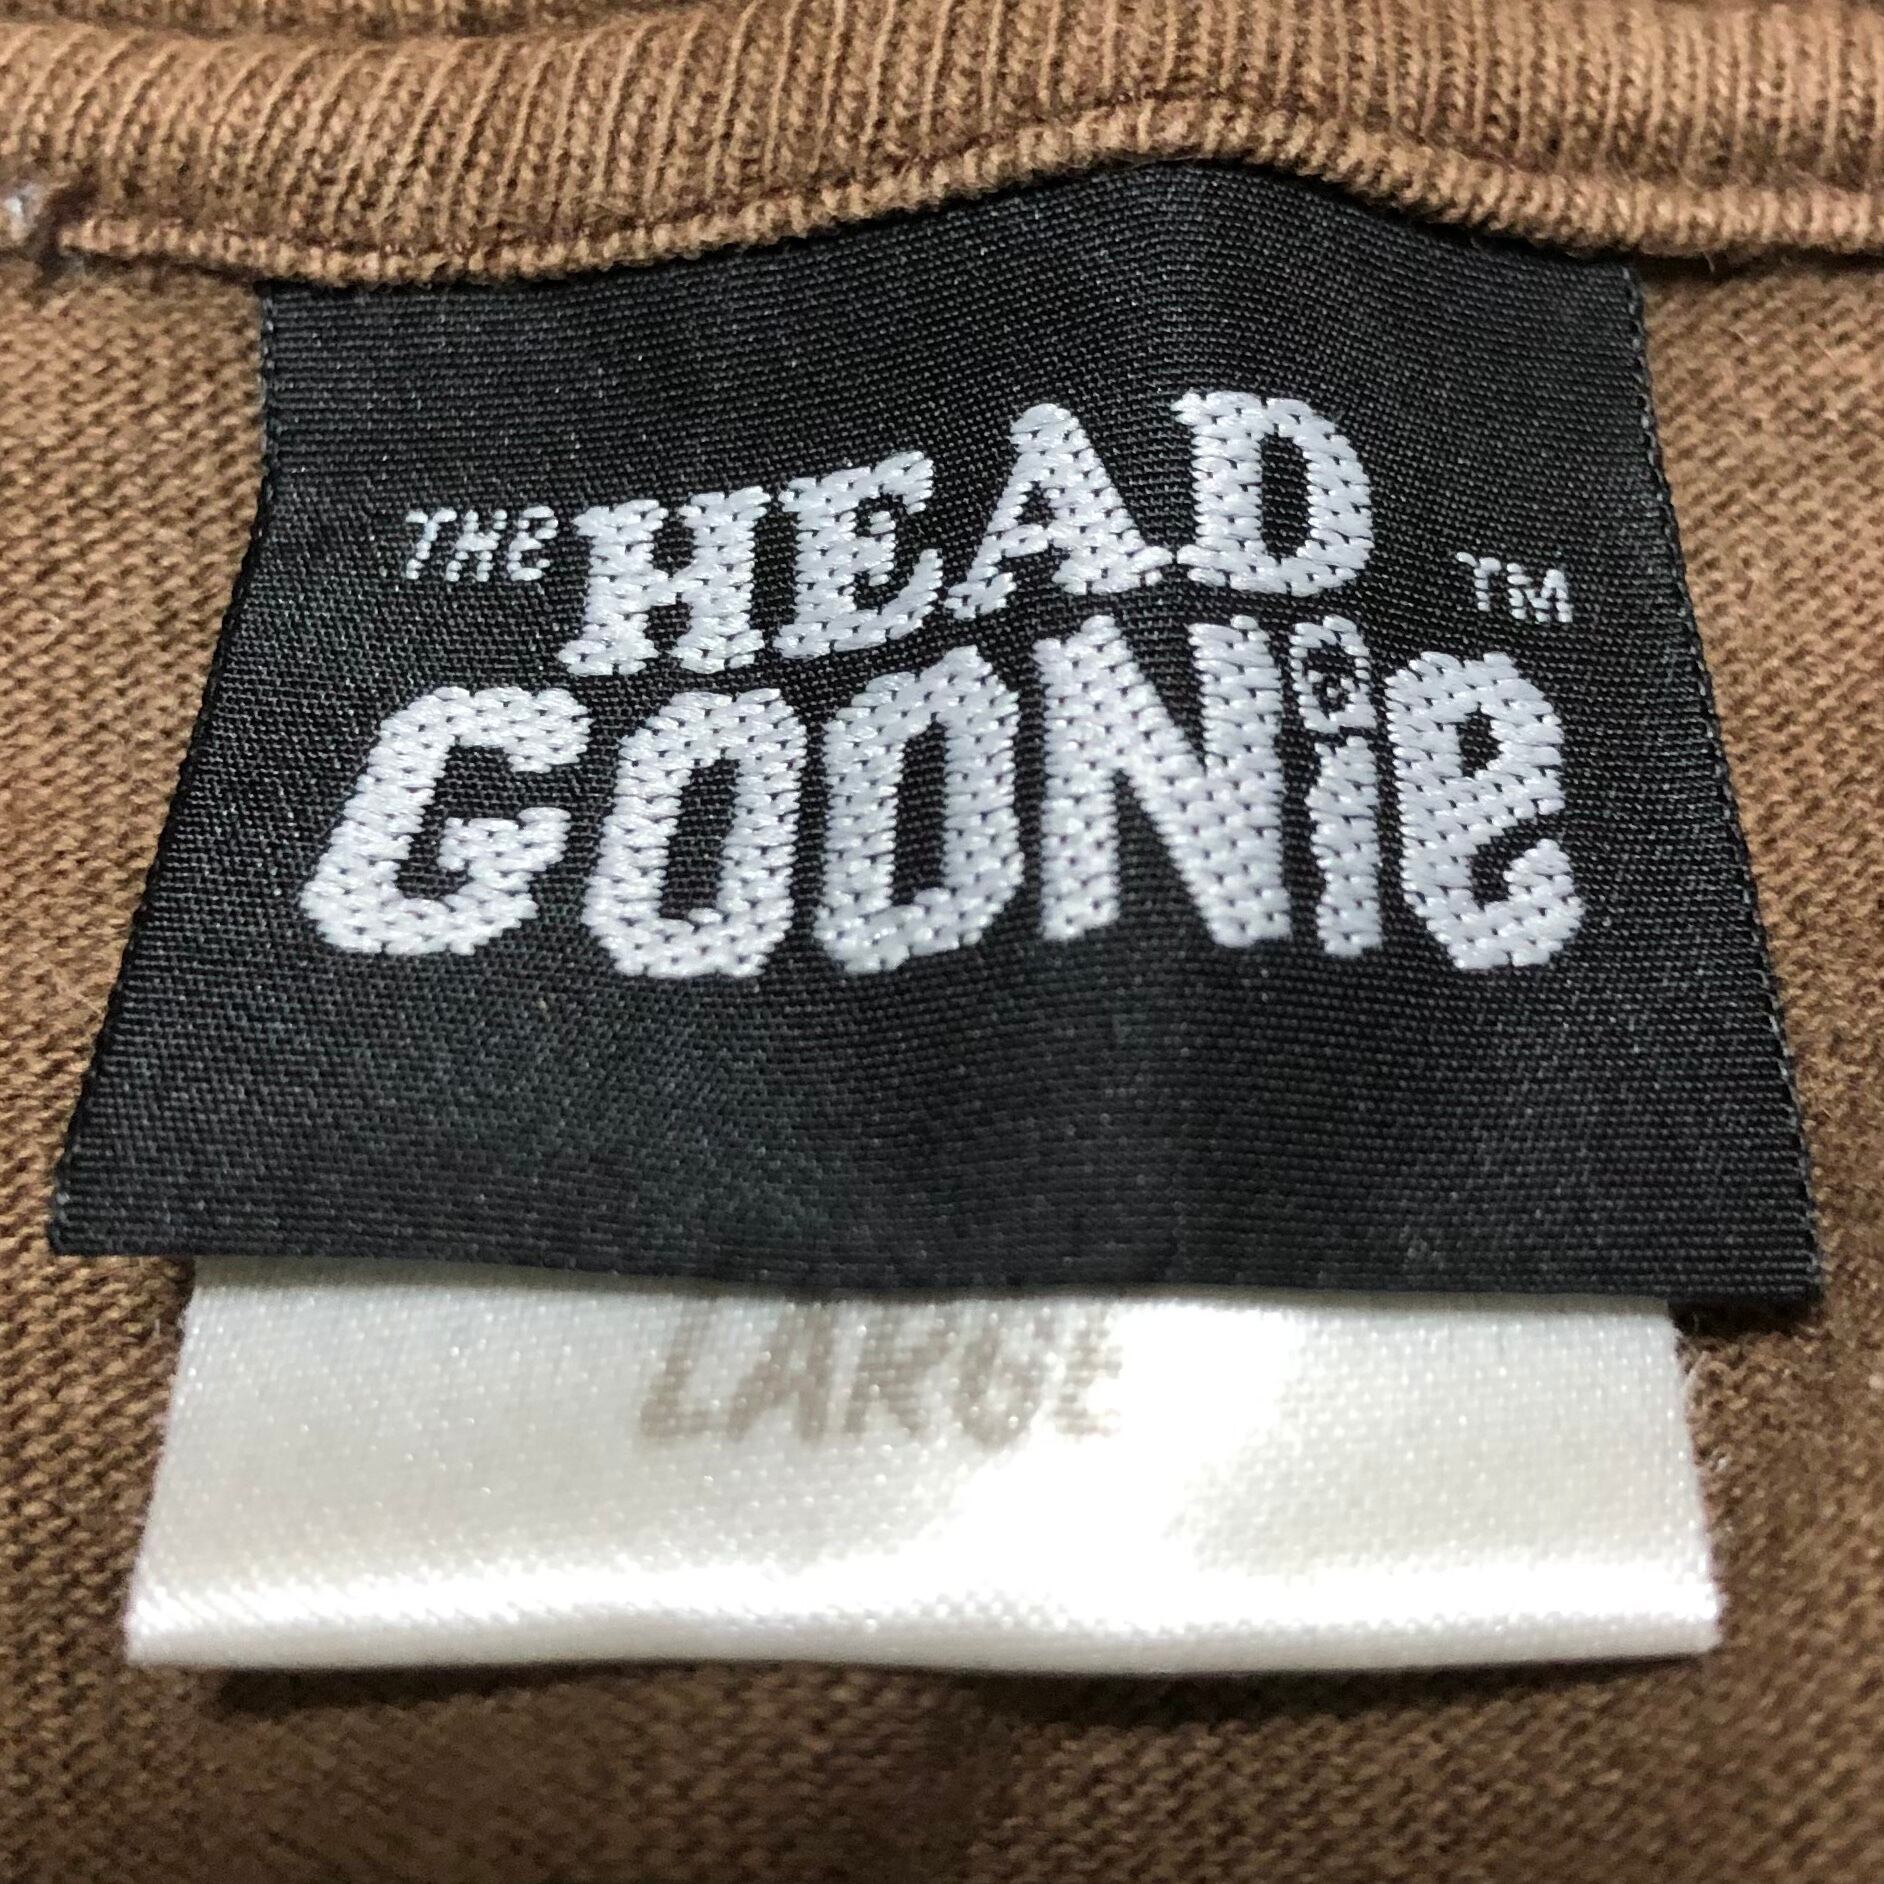 THE HEAD
GOONiE ™
LARGE